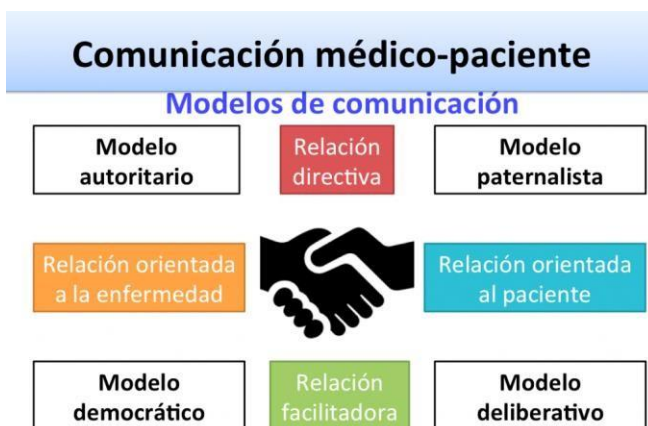 Comunicación médico-paciente
Modelos de comunicación
Modelo
autoritario
Relación
directiva
Modelo
paternalista
Relación orientada
a la enfermedad
Relación orientada
al paciente
Modelo
democrático
Relación
facilitadora
Modelo
deliberativo